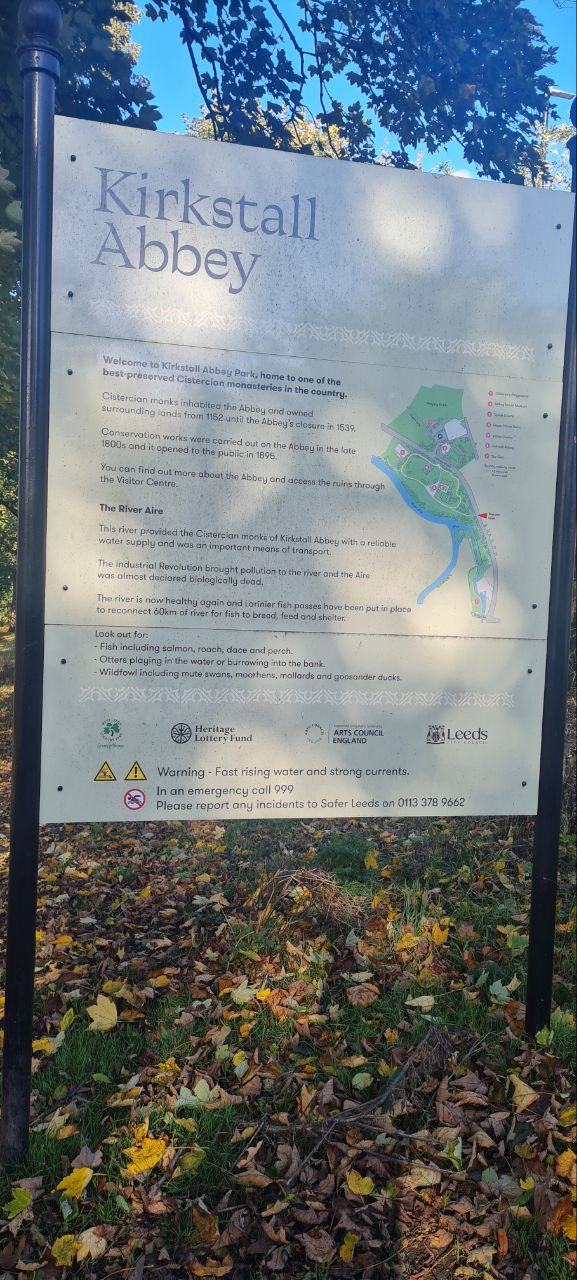 Kirkstall
Abbey
Welcome to Kirkstall Abbey Park, home to one of the
best-preserved Cistercian monasteries in the country.
Cistercian monks inhabited the Abbey and owned
surrounding lands from 1152 until the Abbey's closure in 1539.
Conservation works were carried out on the Abbey in the late
1800s and it opened to the public in 1895.
You can find out more about the Abbey and access the ruins through
the Visitor Centre.
The River Aire
This river provided the Cistercian monks of Kirkstall Abbey with a reliable
water supply and was an important means of transport.
The Industrial Revolution brought pollution to the river and the Aire
was almost declared biologically dead.
The river is now healthy again and Larinier fish passes have been put in place
to reconnect 60km of river for fish to breed, feed and shelter.
Look out for:
- Fish including salmon, roach, dace and perch.
- Otters playing in the water or burrowing into the bank.
- Wildfowl including mute swans, moorhens, mallards and goosander ducks.
Heritage
Lottery Fund
ARTS COUNCIL
ENGLAND
Leeds
CITY COUNCIL
Warning - Fast rising water and strong currents.
In an emergency call 999
Please report any incidents to Safer Leeds on 0113 378 9662